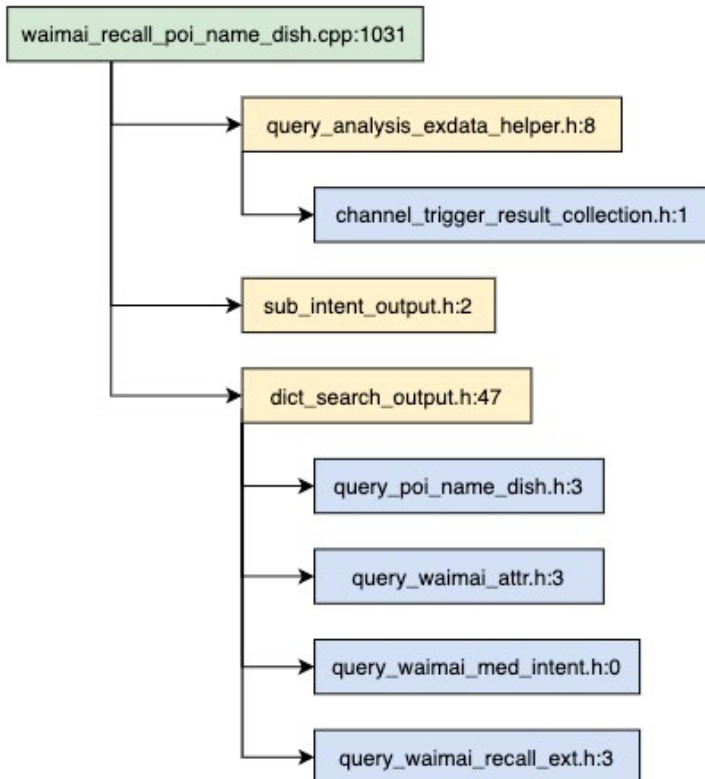 waimai_recall_poi_name_dish.cpp:1031
query_analysis_exdata_helper.h:8
channel_trigger_result_collection.h:1
sub_intent_output.h:2
dict_search_output.h:47
query_poi_name_dish.h:3
query_waimai_attr.h:3
query_waimai_med_intent.h:0
query_waimai_recall_ext.h:3